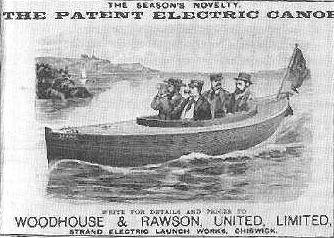 THE SEASON'S NOVELTY.
THE PATENT ELECTRIC CANOE
WRITE FOR DETAILS AND PRICES TO
WOODHOUSE & RAWSON, UNITED, LIMITED,
STRAND ELECTRIC LAUNCH WORKS, CHISWICK.